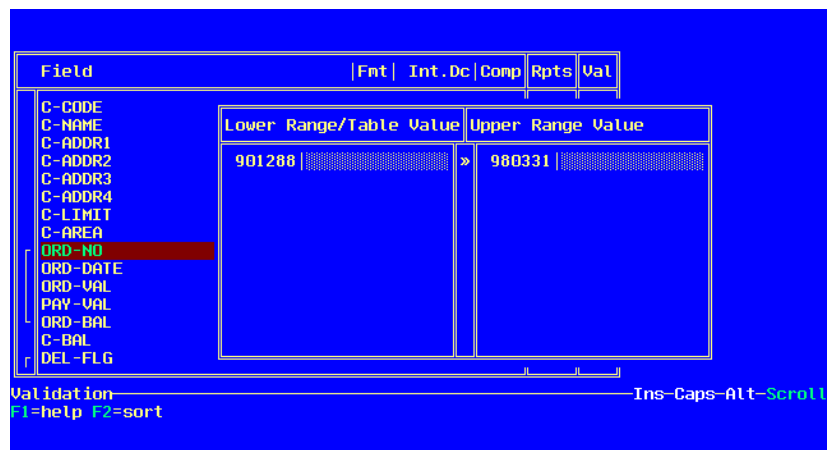 Field |Fmt| Int.Dc|Comp Rpts Val
C-CODE
C-NAME
Lower Range/Table Value Upper Range Value
C-ADDR1
C-ADDR2
901288| » 980331|
C-ADDR3
C-ADDR4
C-LIMIT
C-AREA
ORD-NO
ORD-DATE
ORD-VAL
PAY-VAL
ORD-BAL
C-BAL
DEL-FLG
Validation Ins-Caps-Alt-Scroll
F1=help F2=sort